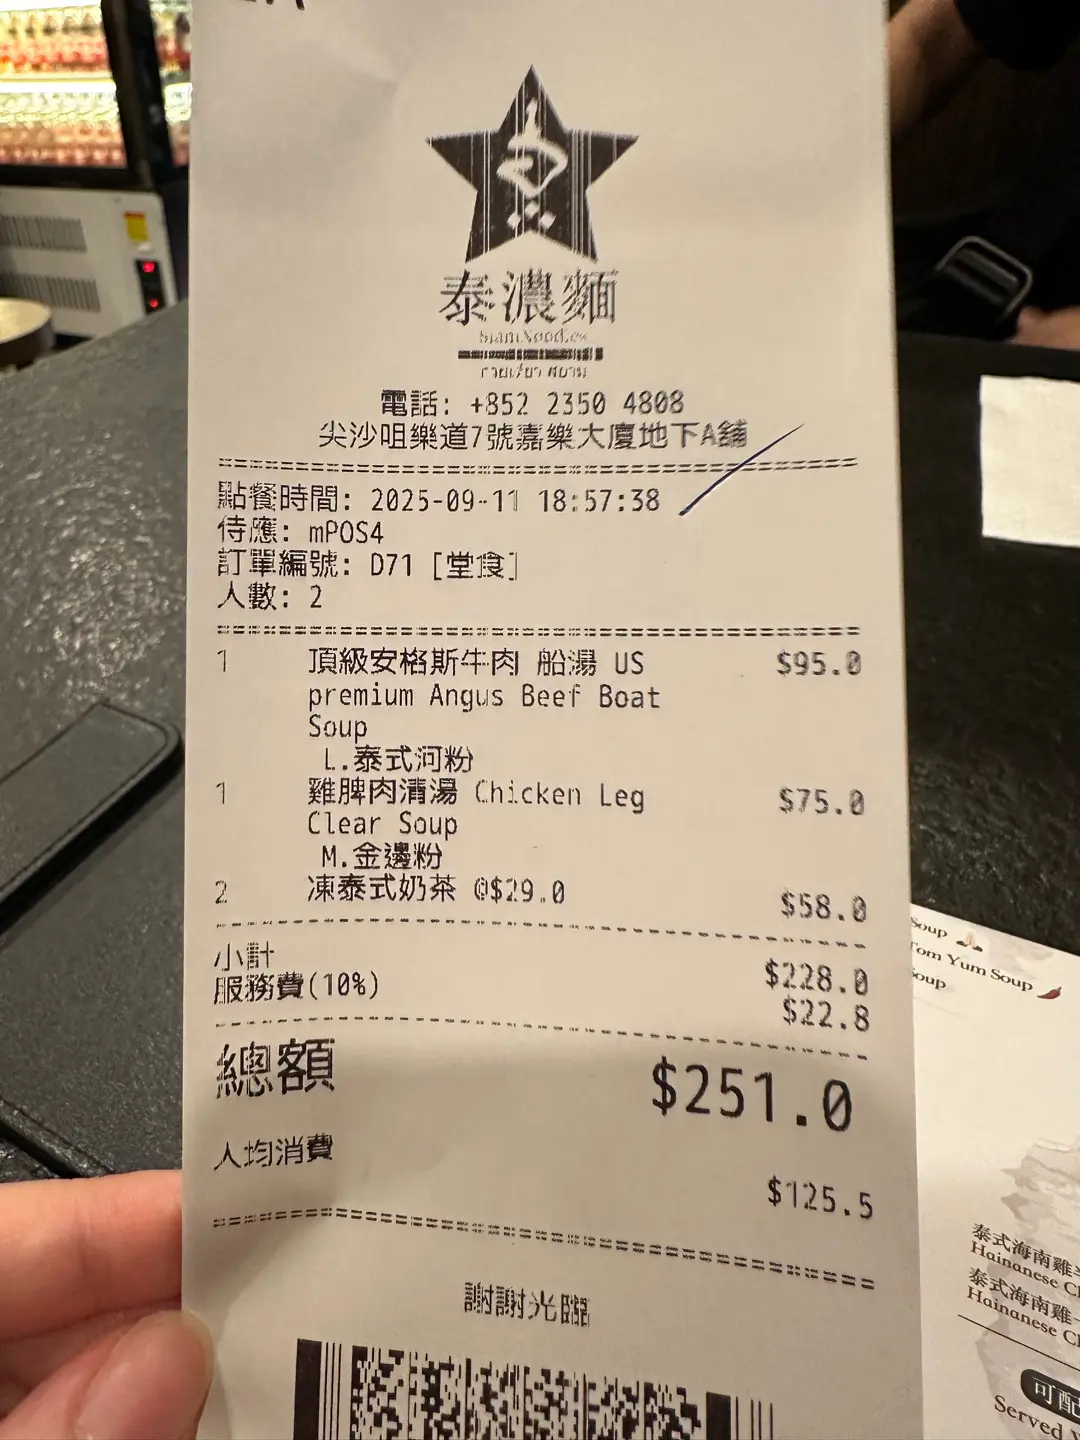 泰濃麵
SiamNoodles
電話: +852 2350 4808
尖沙咀樂道7號嘉樂大廈地下A舖
點餐時間: 2025-09-11 18:57:38
侍應: mPOS4
訂單編號: D71 [堂食]
人數: 2
1 頂級安格斯牛肉 船湯 US $95.0
premium Angus Beef Boat
Soup
L.泰式河粉
1 雞脾肉清湯 Chicken Leg $75.0
Clear Soup
M.金邊粉
2 凍泰式奶茶 @$29.0 $58.0
小計 $228.0
服務費(10%) $22.8
總額 $251.0
人均消費 $125.5
謝謝光臨
Soup
Tom Yum Soup
Soup
泰式海南雞
Hainanese
泰式海南雞
Hainanese
可配
Served